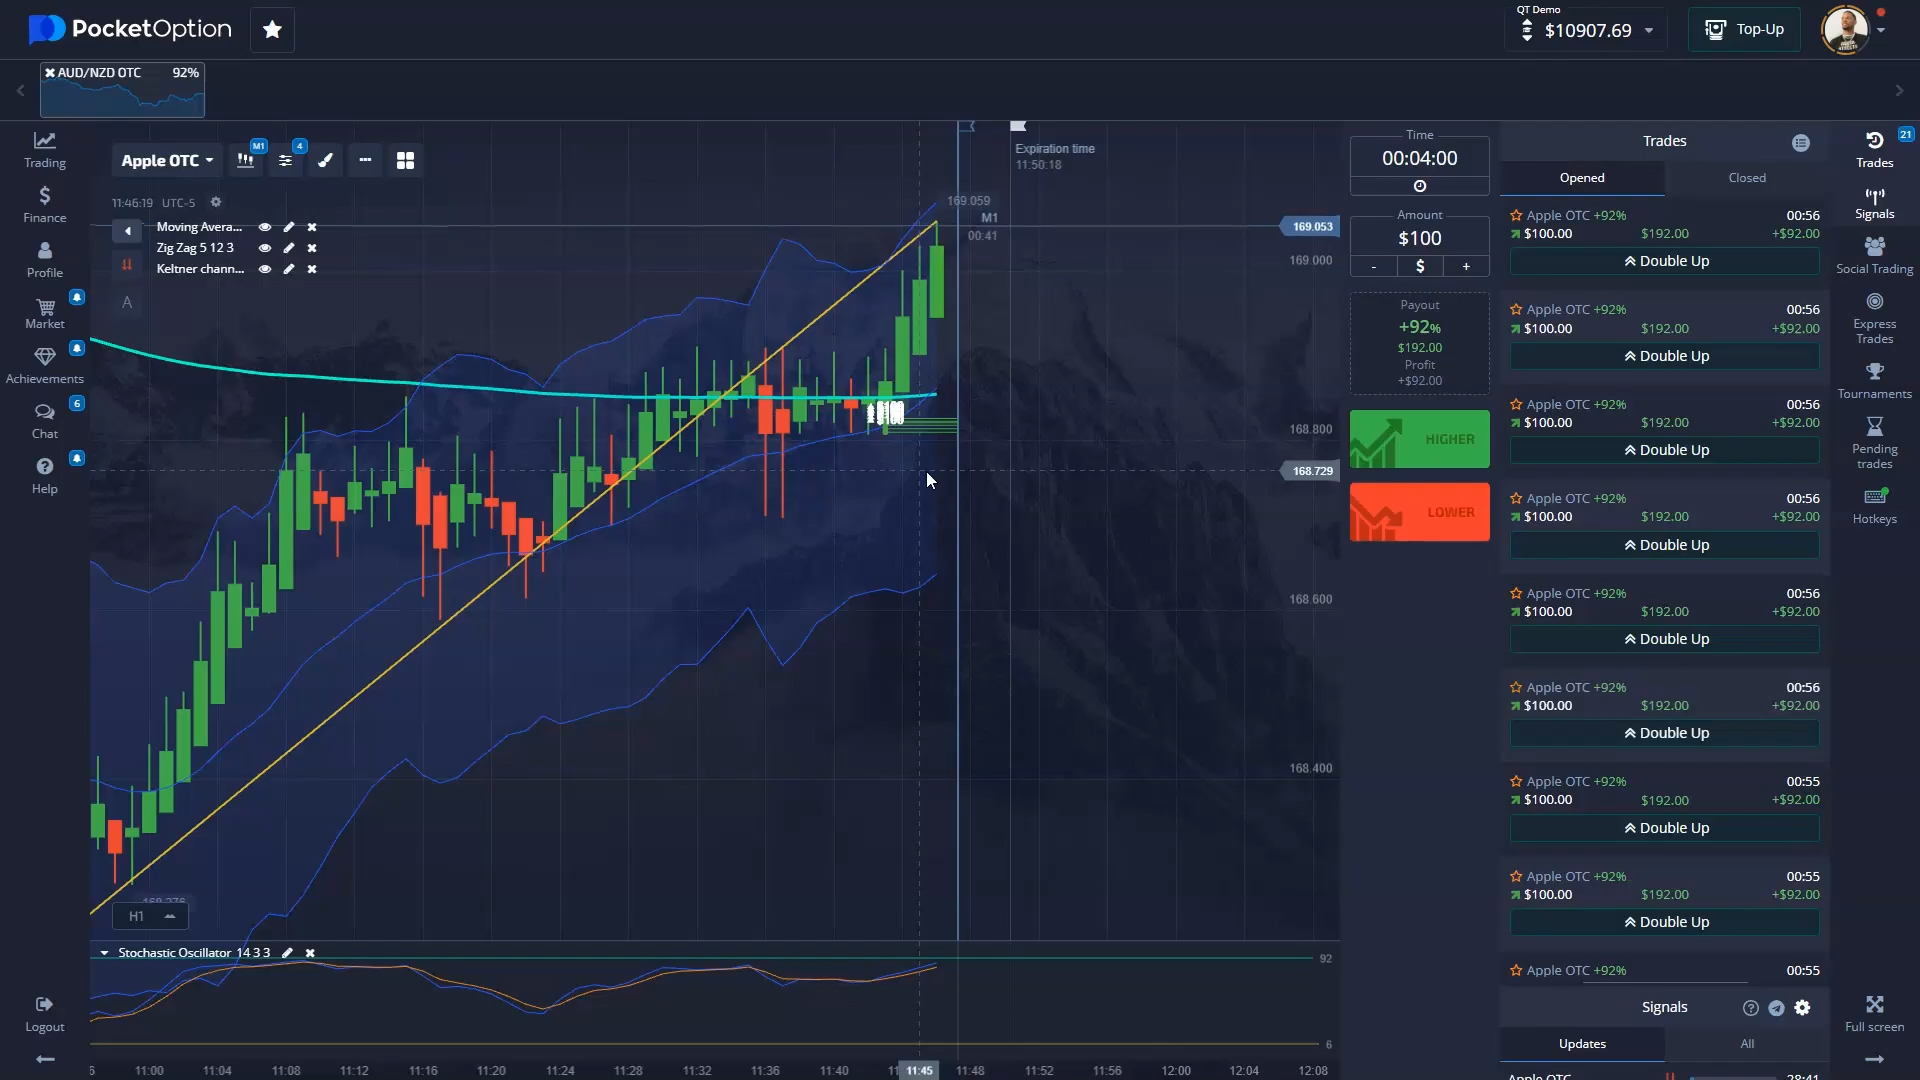 PocketOption
QT Demo
$10907.69
Top-Up
AUD/NZD OTC 92%
Trading
Finance
Profile
Market
Achievements
6
Chat
Help
Logout
Apple OTC
M1
4
11:46:19 UTC-5
Moving Avera...
Zig Zag 5 12 3
Keltner chann...
A
H1
Expiration time
11:50:18
169.059
M1
00:41
169.053
169.000
168.800
168.729
168.600
168.400
Stochastic Oscillator 14 3 3
92
6
11:00 11:04 11:08 11:12 11:16 11:20 11:24 11:28 11:32 11:36 11:40 11:45 11:48 11:52 11:56 12:00 12:04 12:08
Time
00:04:00
Amount
$100
- $ +
Payout
+92%
$192.00
Profit
+$92.00
HIGHER
LOWER
Trades
Opened Closed
Apple OTC +92% 00:56
$100.00 $192.00 +$92.00
Double Up
Apple OTC +92% 00:56
$100.00 $192.00 +$92.00
Double Up
Apple OTC +92% 00:56
$100.00 $192.00 +$92.00
Double Up
Apple OTC +92% 00:56
$100.00 $192.00 +$92.00
Double Up
Apple OTC +92% 00:56
$100.00 $192.00 +$92.00
Double Up
Apple OTC +92% 00:56
$100.00 $192.00 +$92.00
Double Up
Apple OTC +92% 00:55
$100.00 $192.00 +$92.00
Double Up
Apple OTC +92% 00:55
$100.00 $192.00 +$92.00
Double Up
Apple OTC +92% 00:55
Signals
Updates All
Apple OTC 28:41
21
Trades
Signals
Social Trading
Express
Trades
Tournaments
Pending
trades
Hotkeys
Full screen